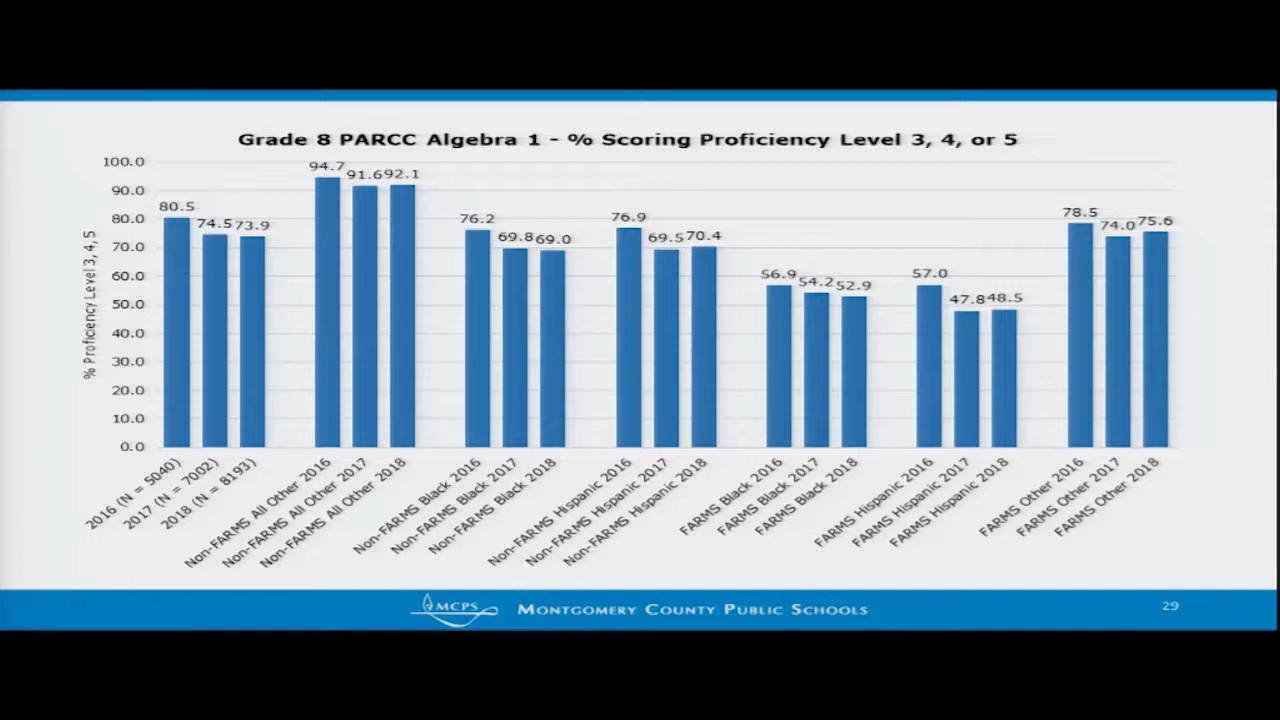 Grade 8 PARCC Algebra 1 - % Scoring Proficiency Level 3, 4, or 5
% Proficiency Level 3, 4, 5
100.0
90.0
80.0
70.0
60.0
50.0
40.0
30.0
20.0
10.0
0.0
80.5
74.5
73.9
94.7
91.6
92.1
76.2
69.8
69.0
76.9
69.5
70.4
56.9
54.2
52.9
57.0
47.8
48.5
78.5
74.0
75.6
2016 (N = 5040)
2017 (N = 7002)
2018 (N = 8193)
Non-FARMS All Other 2016
Non-FARMS All Other 2017
Non-FARMS All Other 2018
Non-FARMS Black 2016
Non-FARMS Black 2017
Non-FARMS Black 2018
Non-FARMS Hispanic 2016
Non-FARMS Hispanic 2017
Non-FARMS Hispanic 2018
FARMS Black 2016
FARMS Black 2017
FARMS Black 2018
FARMS Hispanic 2016
FARMS Hispanic 2017
FARMS Hispanic 2018
FARMS Other 2016
FARMS Other 2017
FARMS Other 2018
MCPS
MONTGOMERY COUNTY PUBLIC SCHOOLS
29